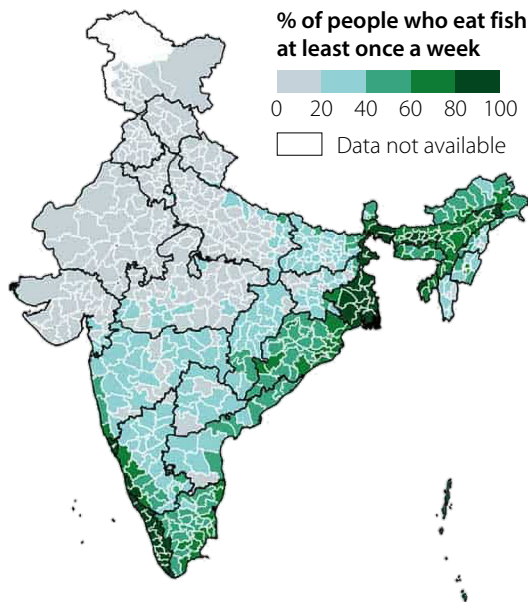 % of people who eat fish
at least once a week
0 20 40 60 80 100
Data not available